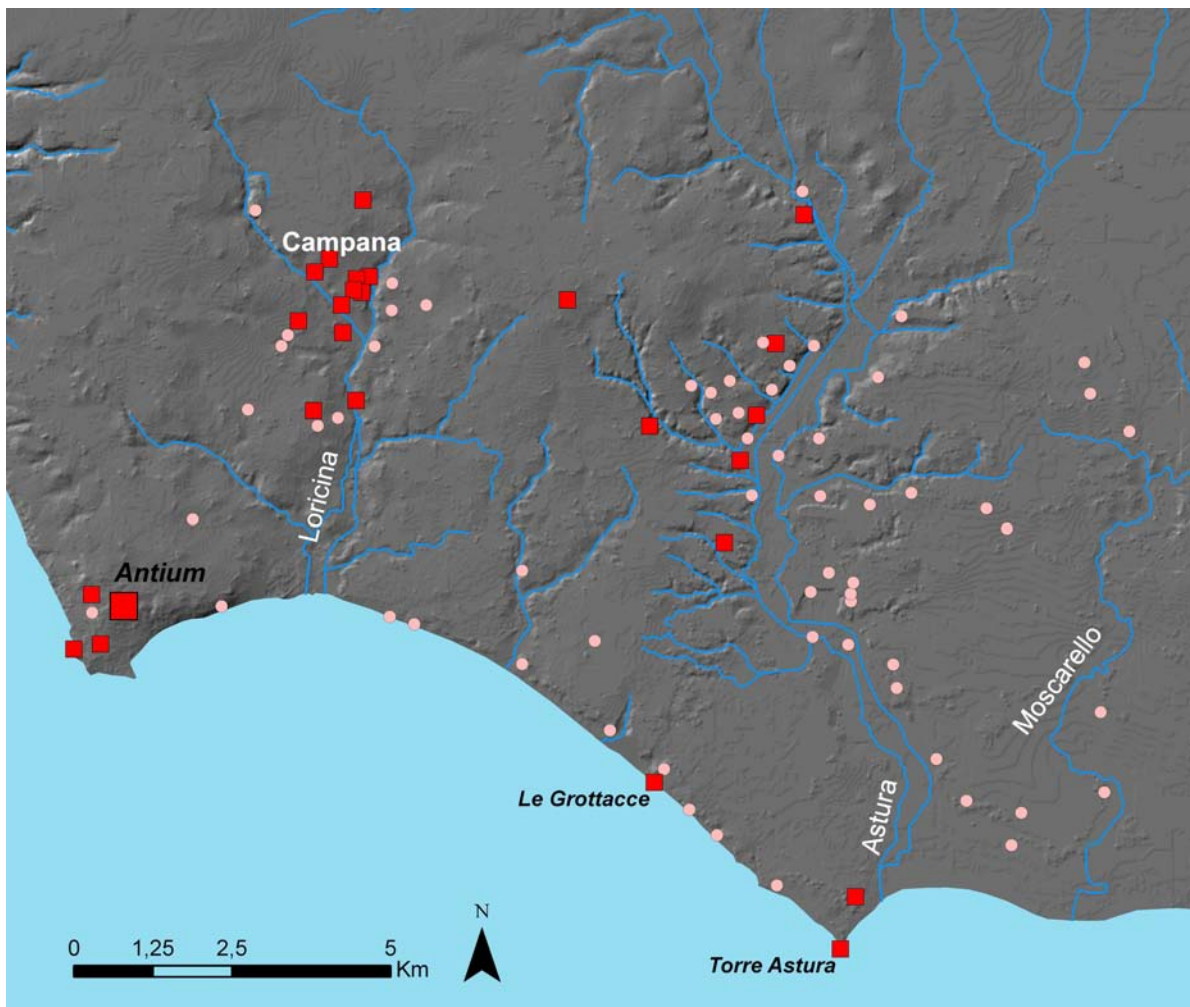 Campana
Loricina
Antium
Moscarello
Le Grottacce
Astura
N
0 1,25 2,5 5
Km
Torre Astura